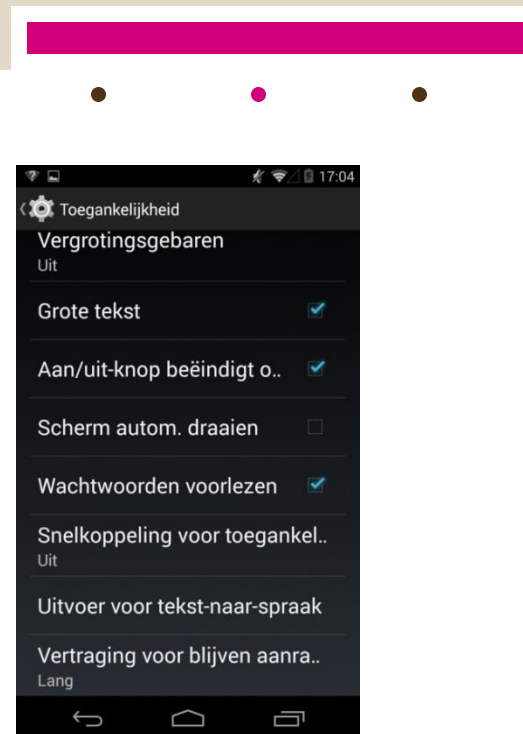 17:04
Toegankelijkheid
Vergrotingsgebaren
Uit
Grote tekst
Aan/uit-knop beëindigt o..
Scherm autom. draaien
Wachtwoorden voorlezen
Snelkoppeling voor toegankel..
Uit
Uitvoer voor tekst-naar-spraak
Vertraging voor blijven aanra..
Lang